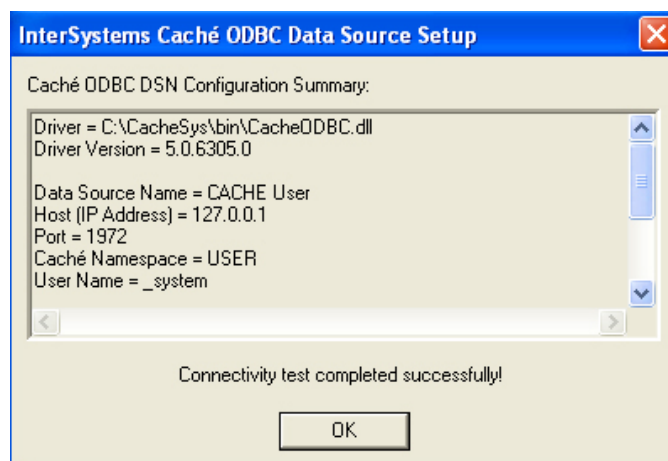 InterSystems Caché ODBC Data Source Setup
Caché ODBC DSN Configuration Summary:
Driver = C:\CacheSys\bin\CacheODBC.dll
Driver Version = 5.0.6305.0
Data Source Name = CACHE User
Host (IP Address) = 127.0.0.1
Port = 1972
Caché Namespace = USER
User Name = _system
Connectivity test completed successfully!
OK